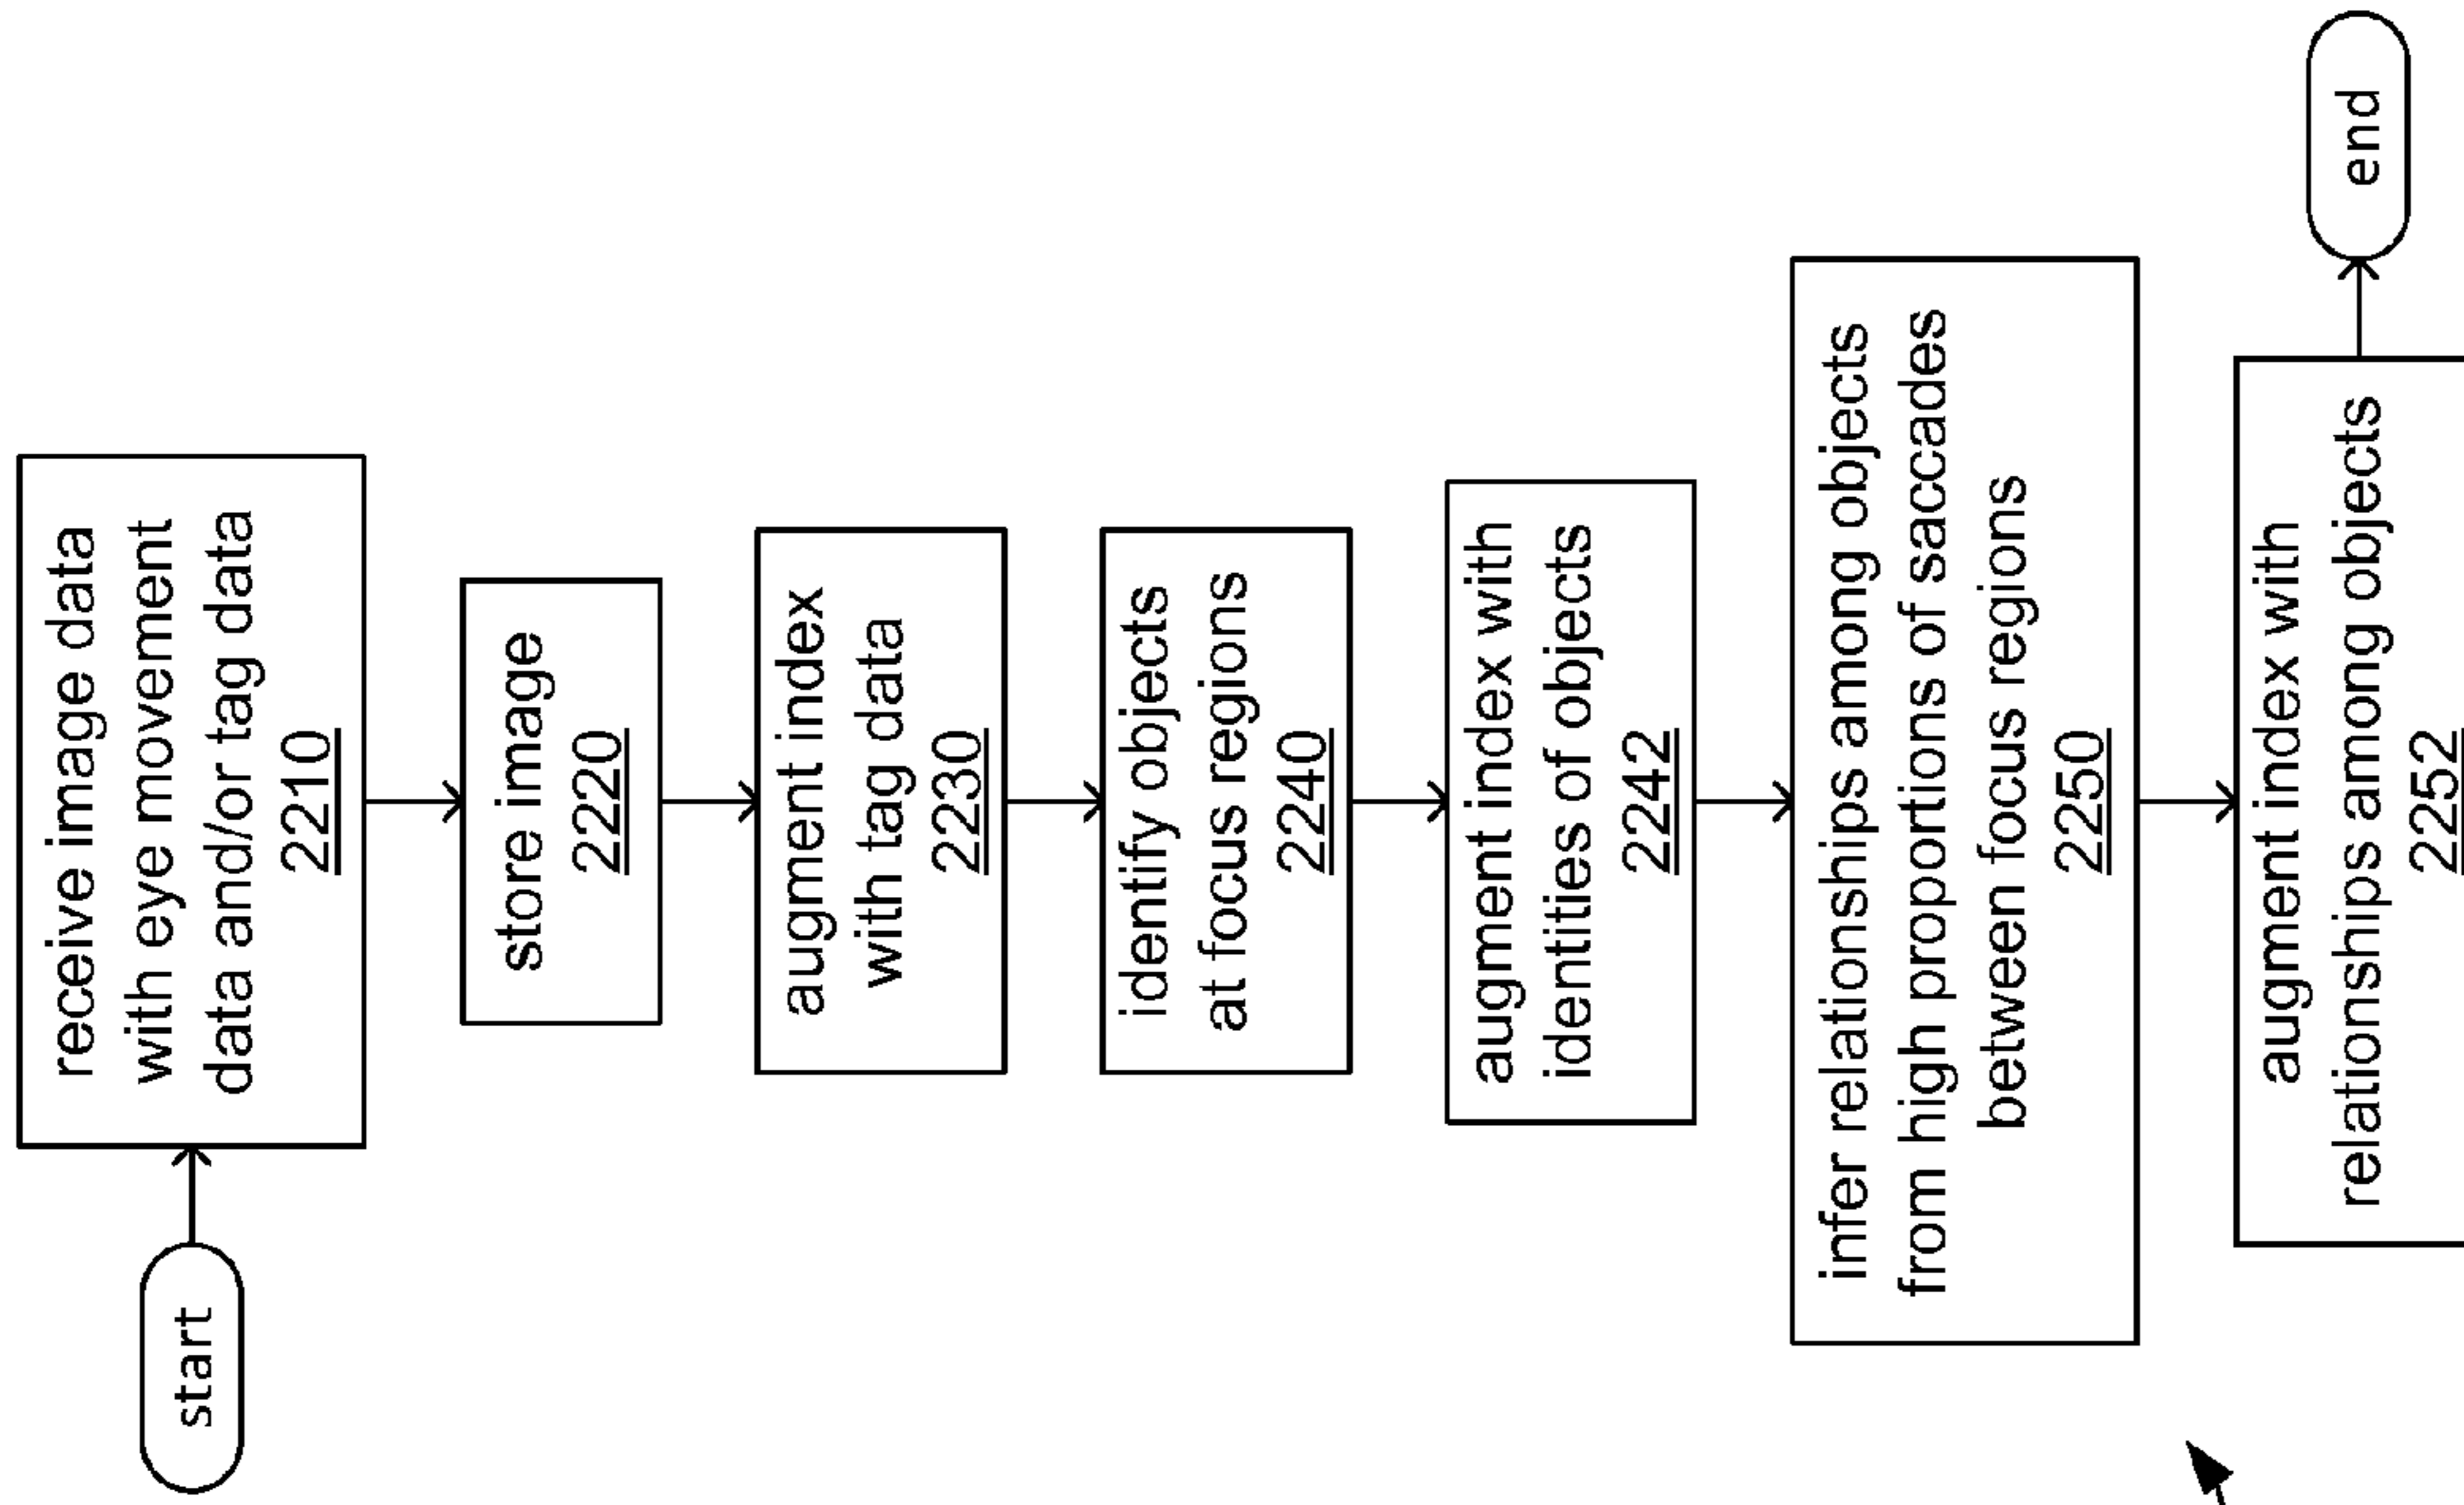 start
receive image data
with eye movement
data and/or tag data
2210
store image
2220
augment index
with tag data
2230
identify objects
at focus regions
2240
augment index with
identities of objects
2242
infer relationships among objects
from high proportions of saccades
between focus regions
2250
augment index with
relationships among objects
2252
end